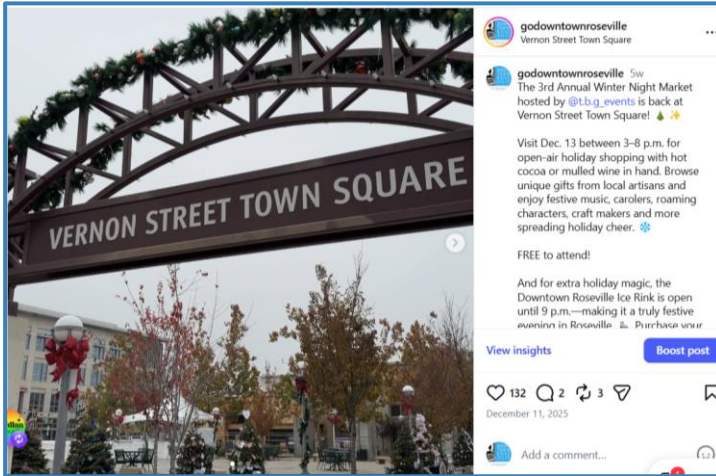 VERNON STREET TOWN SQUARE
godowntownroseville
Vernon Street Town Square
godowntownroseville 5w
The 3rd Annual Winter Night Market
hosted by @t.b.g_events is back at
Vernon Street Town Square! 🎄 ✨
Visit Dec. 13 between 3–8 p.m. for
open-air holiday shopping with hot
cocoa or mulled wine in hand. Browse
unique gifts from local artisans and
enjoy festive music, carolers, roaming
characters, craft makers and more
spreading holiday cheer. ❄️
FREE to attend!
And for extra holiday magic, the
Downtown Roseville Ice Rink is open
until 9 p.m.—making it a truly festive
evening in Roseville. ⛸️ Purchase your
View insights
Boost post
132 2 3
December 11, 2025
Add a comment...